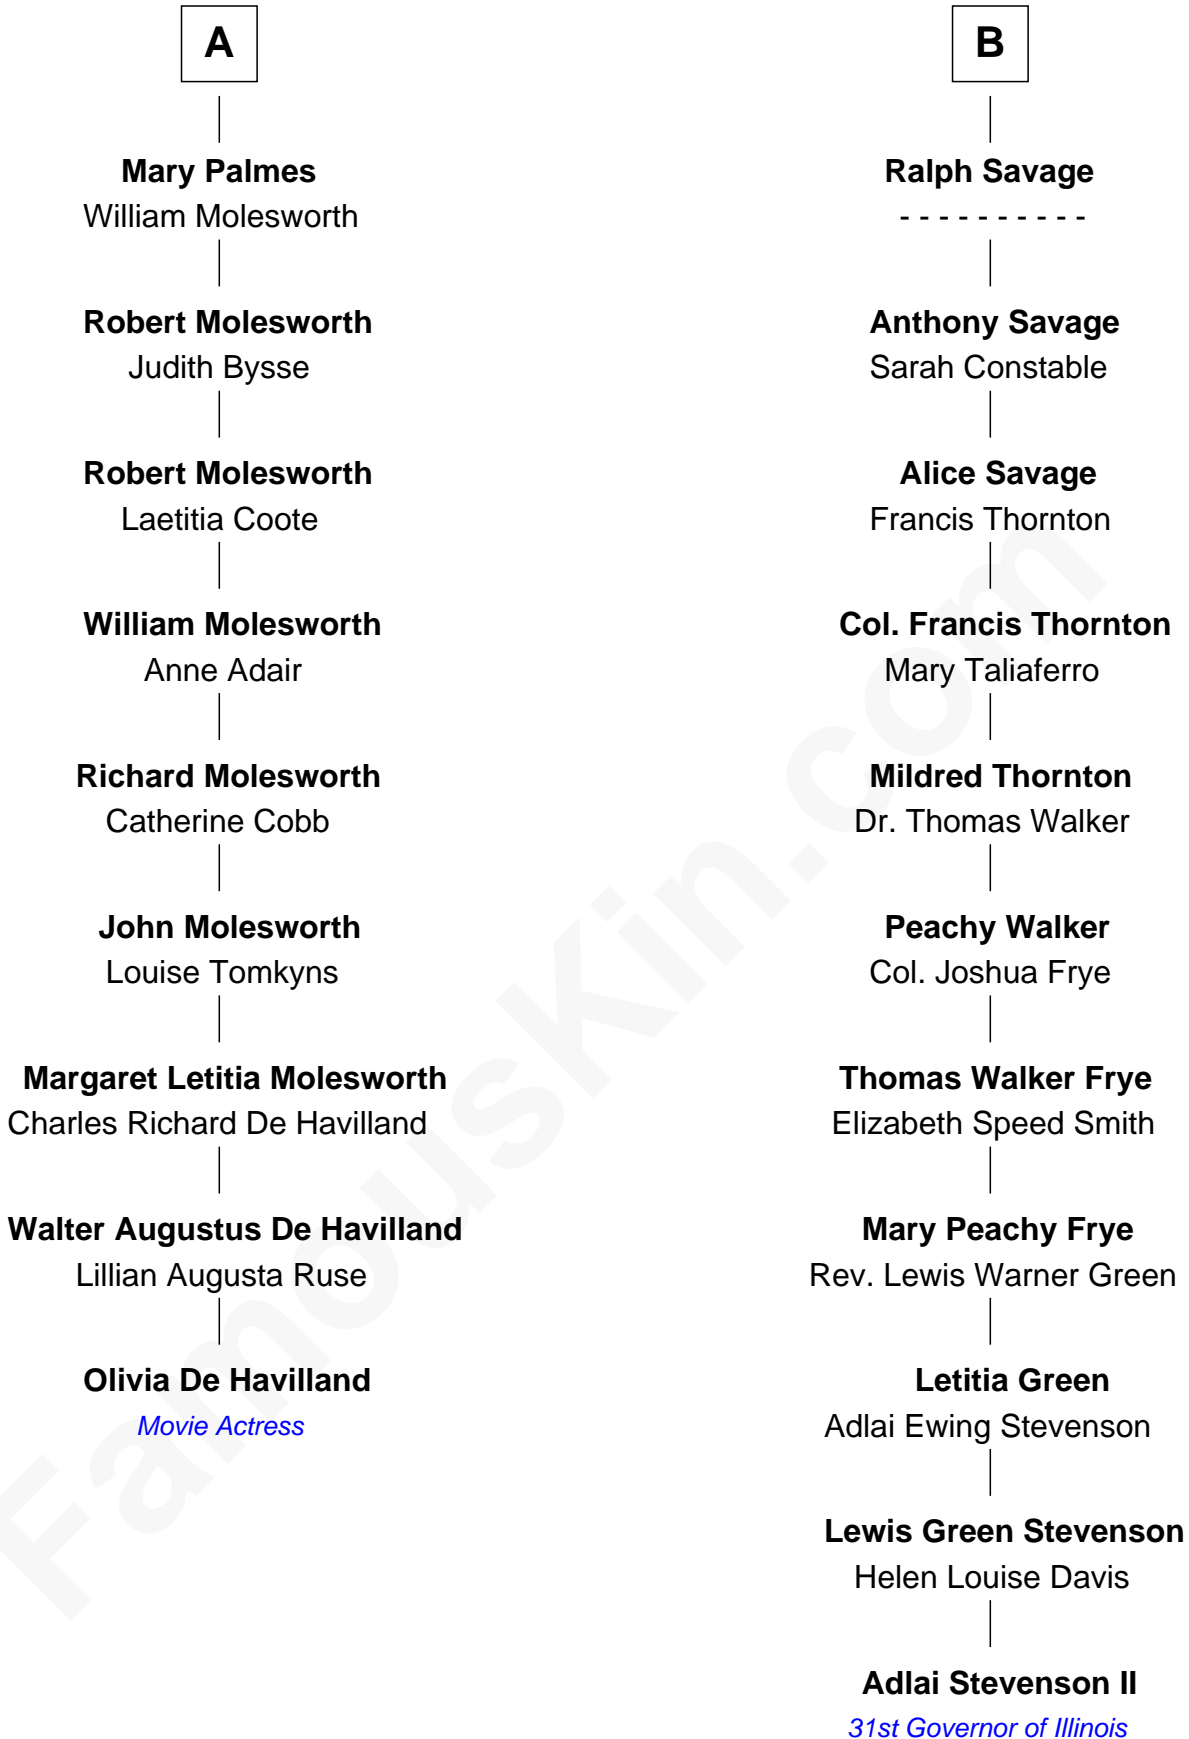 A
Mary Palmes
William Molesworth
Robert Molesworth
Judith Bysse
Robert Molesworth
Laetitia Coote
William Molesworth
Anne Adair
Richard Molesworth
Catherine Cobb
John Molesworth
Louise Tomkyns
Margaret Letitia Molesworth
Charles Richard De Havilland
Walter Augustus De Havilland
Lillian Augusta Ruse
Olivia De Havilland
Movie Actress
B
Ralph Savage
- - - - - - - - - -
Anthony Savage
Sarah Constable
Alice Savage
Francis Thornton
Col. Francis Thornton
Mary Taliaferro
Mildred Thornton
Dr. Thomas Walker
Peachy Walker
Col. Joshua Frye
Thomas Walker Frye
Elizabeth Speed Smith
Mary Peachy Frye
Rev. Lewis Warner Green
Letitia Green
Adlai Ewing Stevenson
Lewis Green Stevenson
Helen Louise Davis
Adlai Stevenson II
31st Governor of Illinois
FamousKin.com